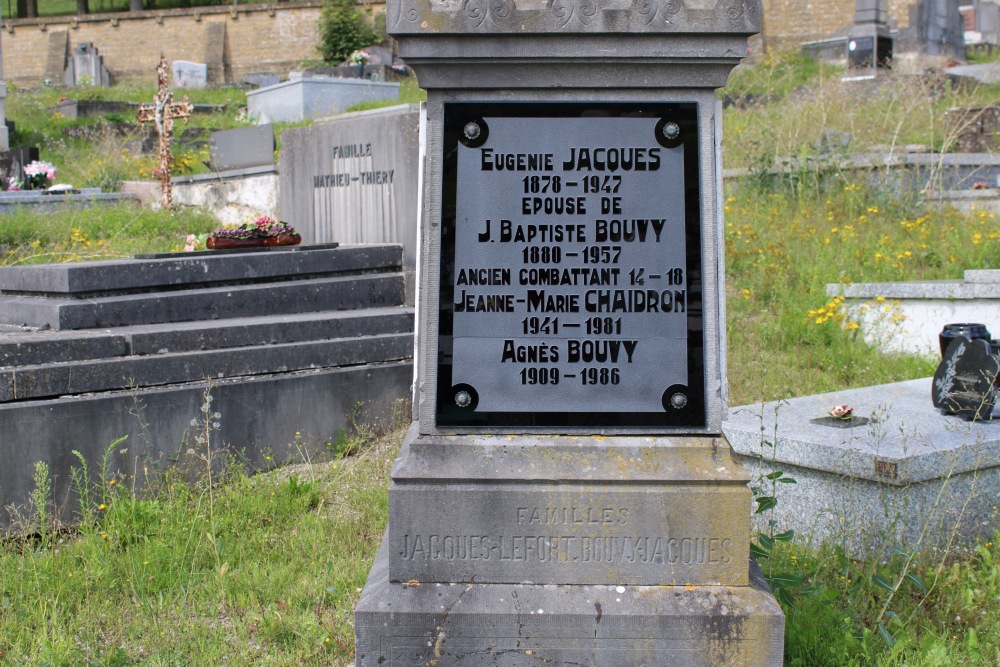 FAMILLE
MATHIEU-THIERY
EUGENIE JACQUES
1878-1947
EPOUSE DE
J. BAPTISTE BOUVY
1880-1957
ANCIEN COMBATTANT 14-18
JEANNE-MARIE CHAIDRON
1941-1981
AGNÈS BOUVY
1909-1986
FAMILLES
JACQUES-LEFORT, BOUVY-JACQUES